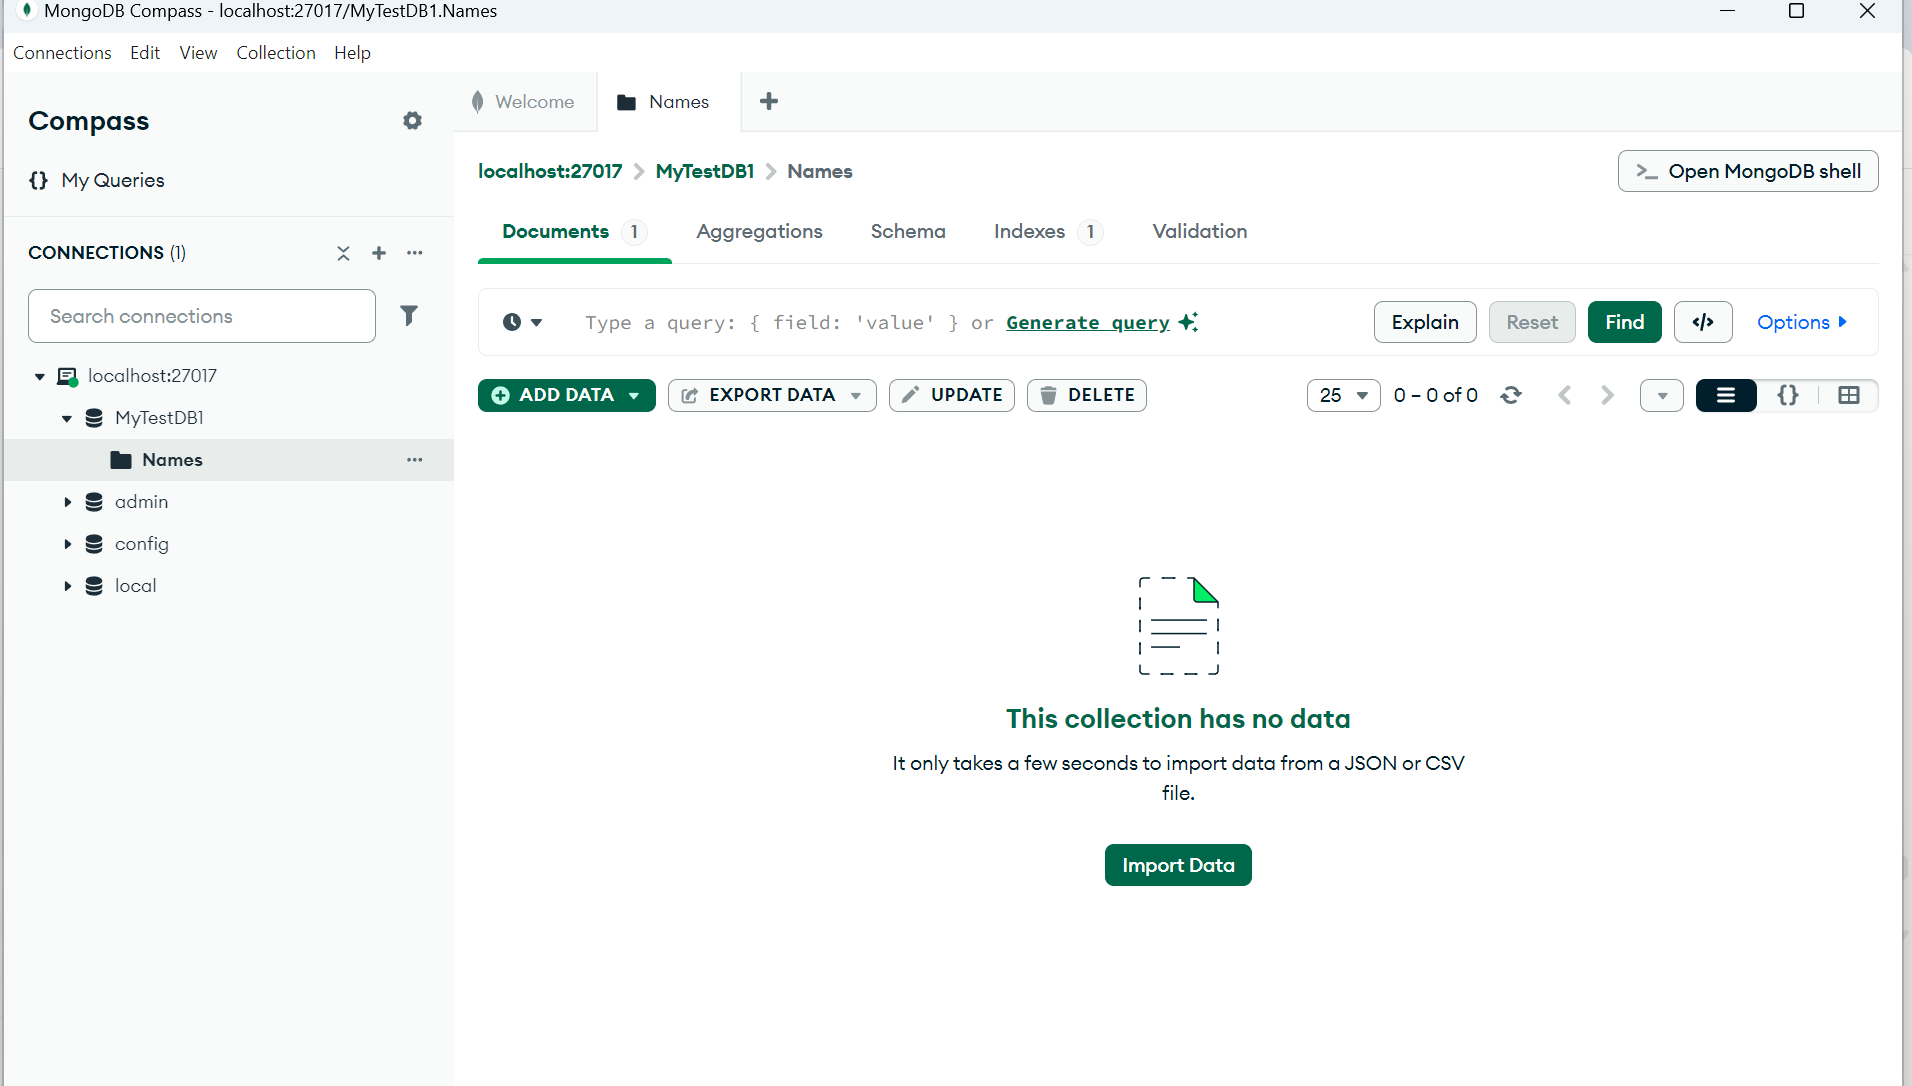 MongoDB Compass - localhost:27017/MyTestDB1.Names
Connections Edit View Collection Help
Compass
My Queries
CONNECTIONS (1)
Search connections
localhost:27017
MyTestDB1
Names
admin
config
local
Welcome
Names
localhost:27017 > MyTestDB1 > Names
Open MongoDB shell
Documents 1 Aggregations Schema Indexes 1 Validation
Type a query: { field: 'value' } or Generate query
Explain Reset Find </> Options
ADD DATA EXPORT DATA UPDATE DELETE
25 0 – 0 of 0 {}
This collection has no data
It only takes a few seconds to import data from a JSON or CSV
file.
Import Data